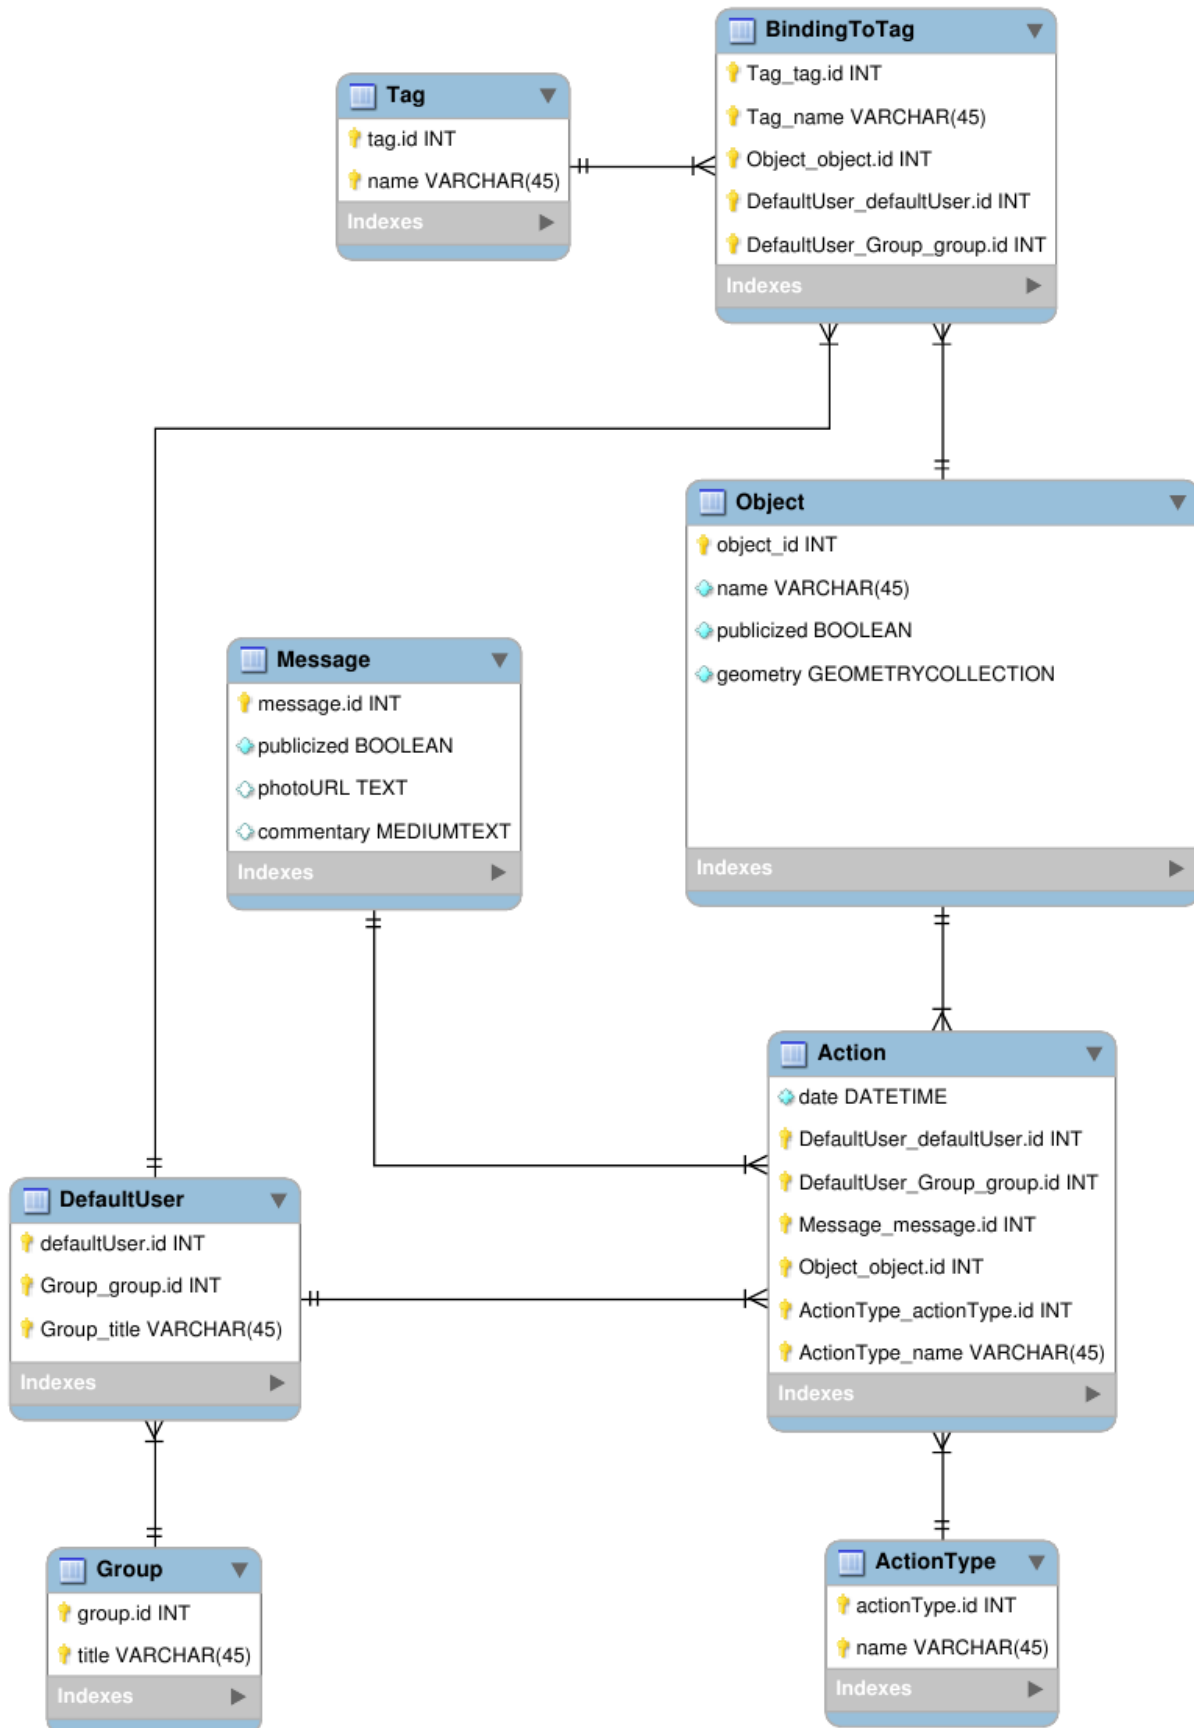 BindingToTag
Tag_tag.id INT
Tag_name VARCHAR(45)
Object_object.id INT
DefaultUser_defaultUser.id INT
DefaultUser_Group_group.id INT
Indexes
Tag
tag.id INT
name VARCHAR(45)
Indexes
Object
object_id INT
name VARCHAR(45)
publicized BOOLEAN
geometry GEOMETRYCOLLECTION
Indexes
Message
message.id INT
publicized BOOLEAN
photoURL TEXT
commentary MEDIUMTEXT
Indexes
Action
date DATETIME
DefaultUser_defaultUser.id INT
DefaultUser_Group_group.id INT
Message_message.id INT
Object_object.id INT
ActionType_actionType.id INT
ActionType_name VARCHAR(45)
Indexes
DefaultUser
defaultUser.id INT
Group_group.id INT
Group_title VARCHAR(45)
Indexes
Group
group.id INT
title VARCHAR(45)
Indexes
ActionType
actionType.id INT
name VARCHAR(45)
Indexes